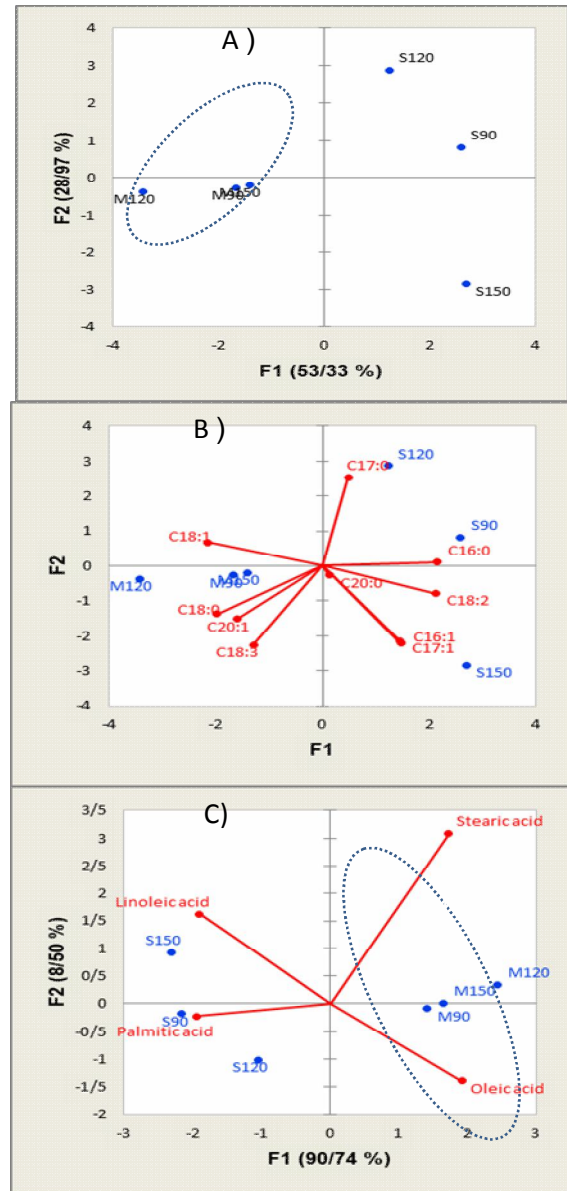 A )
4
3
2
1
0
-1
-2
-3
-4
F2 (28/97 %)
S120
S90
M120
M90
M150
S150
-4
-2
0
2
4
F1 (53/33 %)
B )
4
3
2
1
0
-1
-2
-3
-4
F2
C17:0
S120
S90
C18:1
C16:0
M120
M90
M150
C20:0
C18:2
C18:0
C20:1
C18:3
C16:1
C17:1
S150
-4
-2
0
2
4
F1
C)
3/5
3
2/5
2
1/5
1
0/5
0
-0/5
-1
-1/5
-2
F2 (8/50 %)
Stearic acid
Linoleic acid
S150
M120
M150
S90
M90
Palmitic acid
S120
Oleic acid
-3
-2
-1
0
1
2
3
F1 (90/74 %)